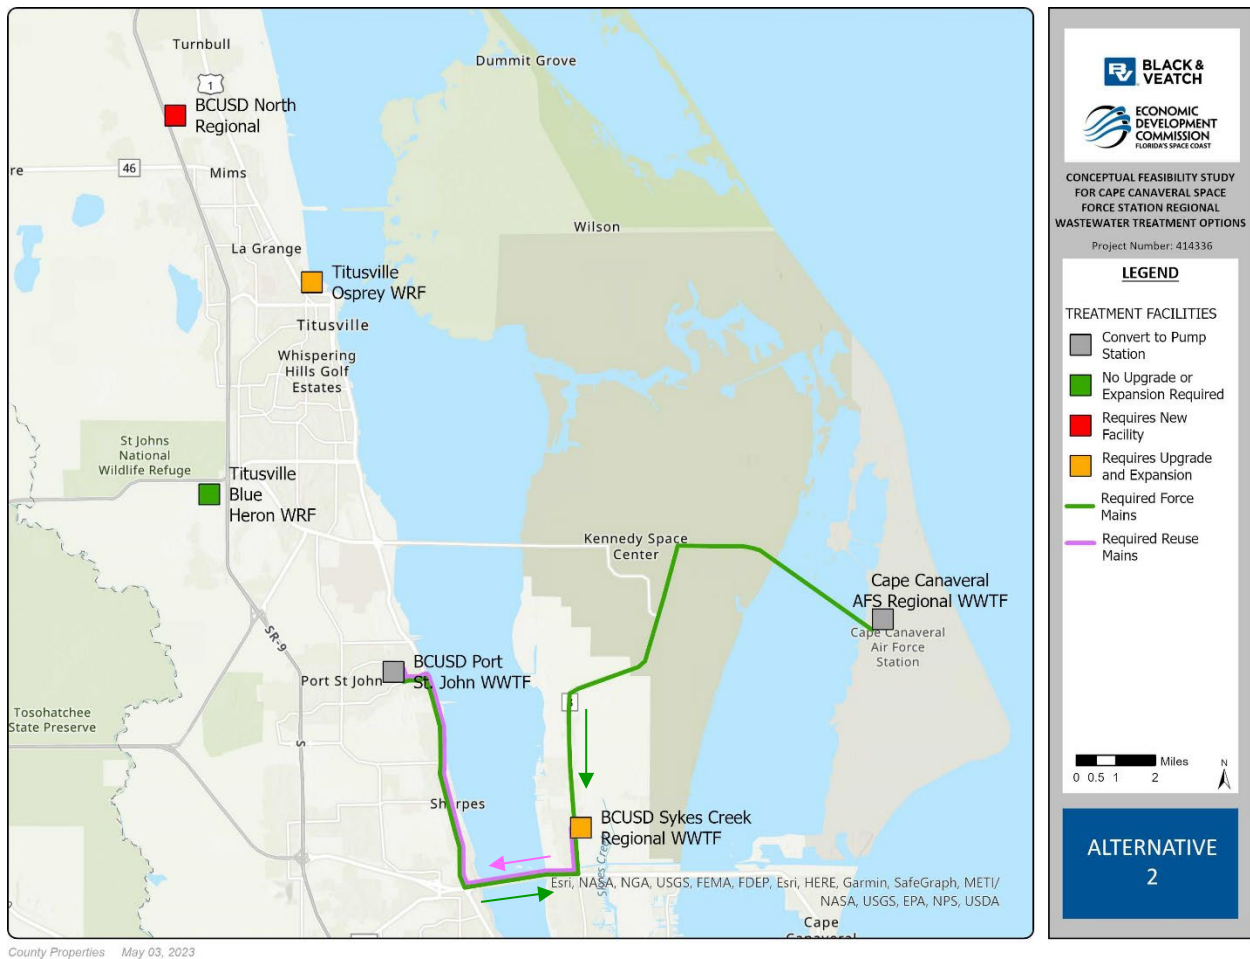 Turnbull
1
BCUSD North
Regional
46
re
Mims
La Grange
Dummit Grove
Wilson
Titusville
Osprey WRF
Titusville
Whispering
Hills Golf
Estates
St Johns
National
Wildlife Refuge
Titusville
Blue
Heron WRF
Kennedy Space
Center
Cape Canaveral
AFS Regional WWTF
Cape Canaveral
Air Force
Station
SR-9
BCUSD Port
St. John WWTF
Port St John
Tosohatchee
State Preserve
S
Sharpes
BCUSD Sykes Creek
Regional WWTF
Sykes Creek
Esri, NASA, NGA, USGS, FEMA, FDEP, Esri, HERE, Garmin, SafeGraph, METI/
NASA, USGS, EPA, NPS, USDA
Cape
Canaveral
County Properties May 03, 2023
BV
BLACK &
VEATCH
ECONOMIC
DEVELOPMENT
COMMISSION
FLORIDA'S SPACE COAST
CONCEPTUAL FEASIBILITY STUDY
FOR CAPE CANAVERAL SPACE
FORCE STATION REGIONAL
WASTEWATER TREATMENT OPTIONS
Project Number: 414336
LEGEND
TREATMENT FACILITIES
Convert to Pump
Station
No Upgrade or
Expansion Required
Requires New
Facility
Requires Upgrade
and Expansion
Required Force
Mains
Required Reuse
Mains
Miles
0 0.5 1 2
N
ALTERNATIVE
2